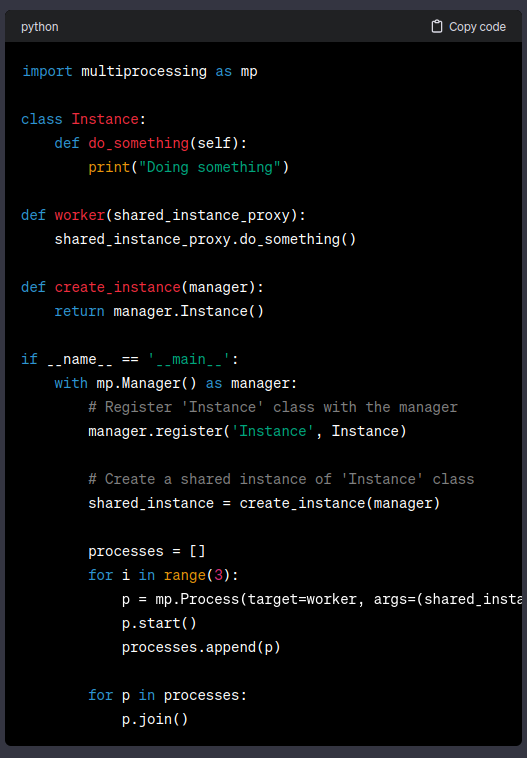 python
Copy code
import multiprocessing as mp
class Instance:
    def do_something(self):
        print("Doing something")
def worker(shared_instance_proxy):
    shared_instance_proxy.do_something()
def create_instance(manager):
    return manager.Instance()
if __name__ == '__main__':
    with mp.Manager() as manager:
        # Register 'Instance' class with the manager
        manager.register('Instance', Instance)
        # Create a shared instance of 'Instance' class
        shared_instance = create_instance(manager)
        processes = []
        for i in range(3):
            p = mp.Process(target=worker, args=(shared_insta
            p.start()
            processes.append(p)
        for p in processes:
            p.join()